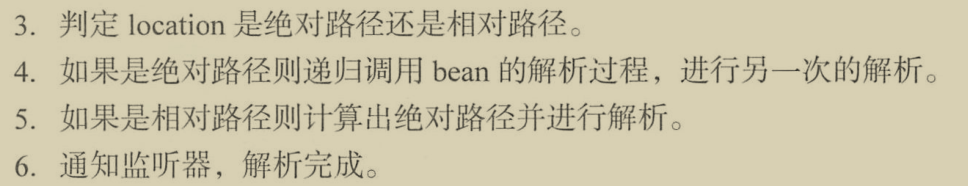 3. 判定 location 是绝对路径还是相对路径。
4. 如果是绝对路径则递归调用 bean 的解析过程，进行另一次的解析。
5. 如果是相对路径则计算出绝对路径并进行解析。
6. 通知监听器，解析完成。